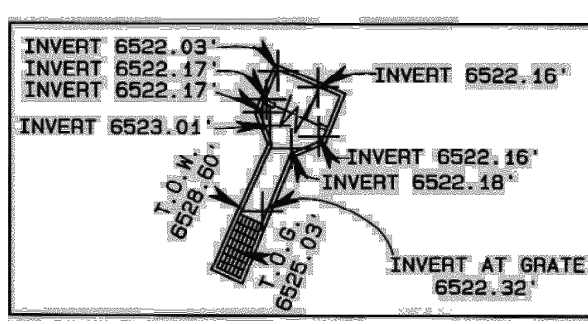 INVERT 6522.03'
INVERT 6522.17'
INVERT 6522.17'
INVERT 6523.01'
INVERT 6522.16'
INVERT 6522.16'
INVERT 6522.18'
T.O.W.
6528.60'
T.O.G.
6525.03'
INVERT AT GRATE
6522.32'